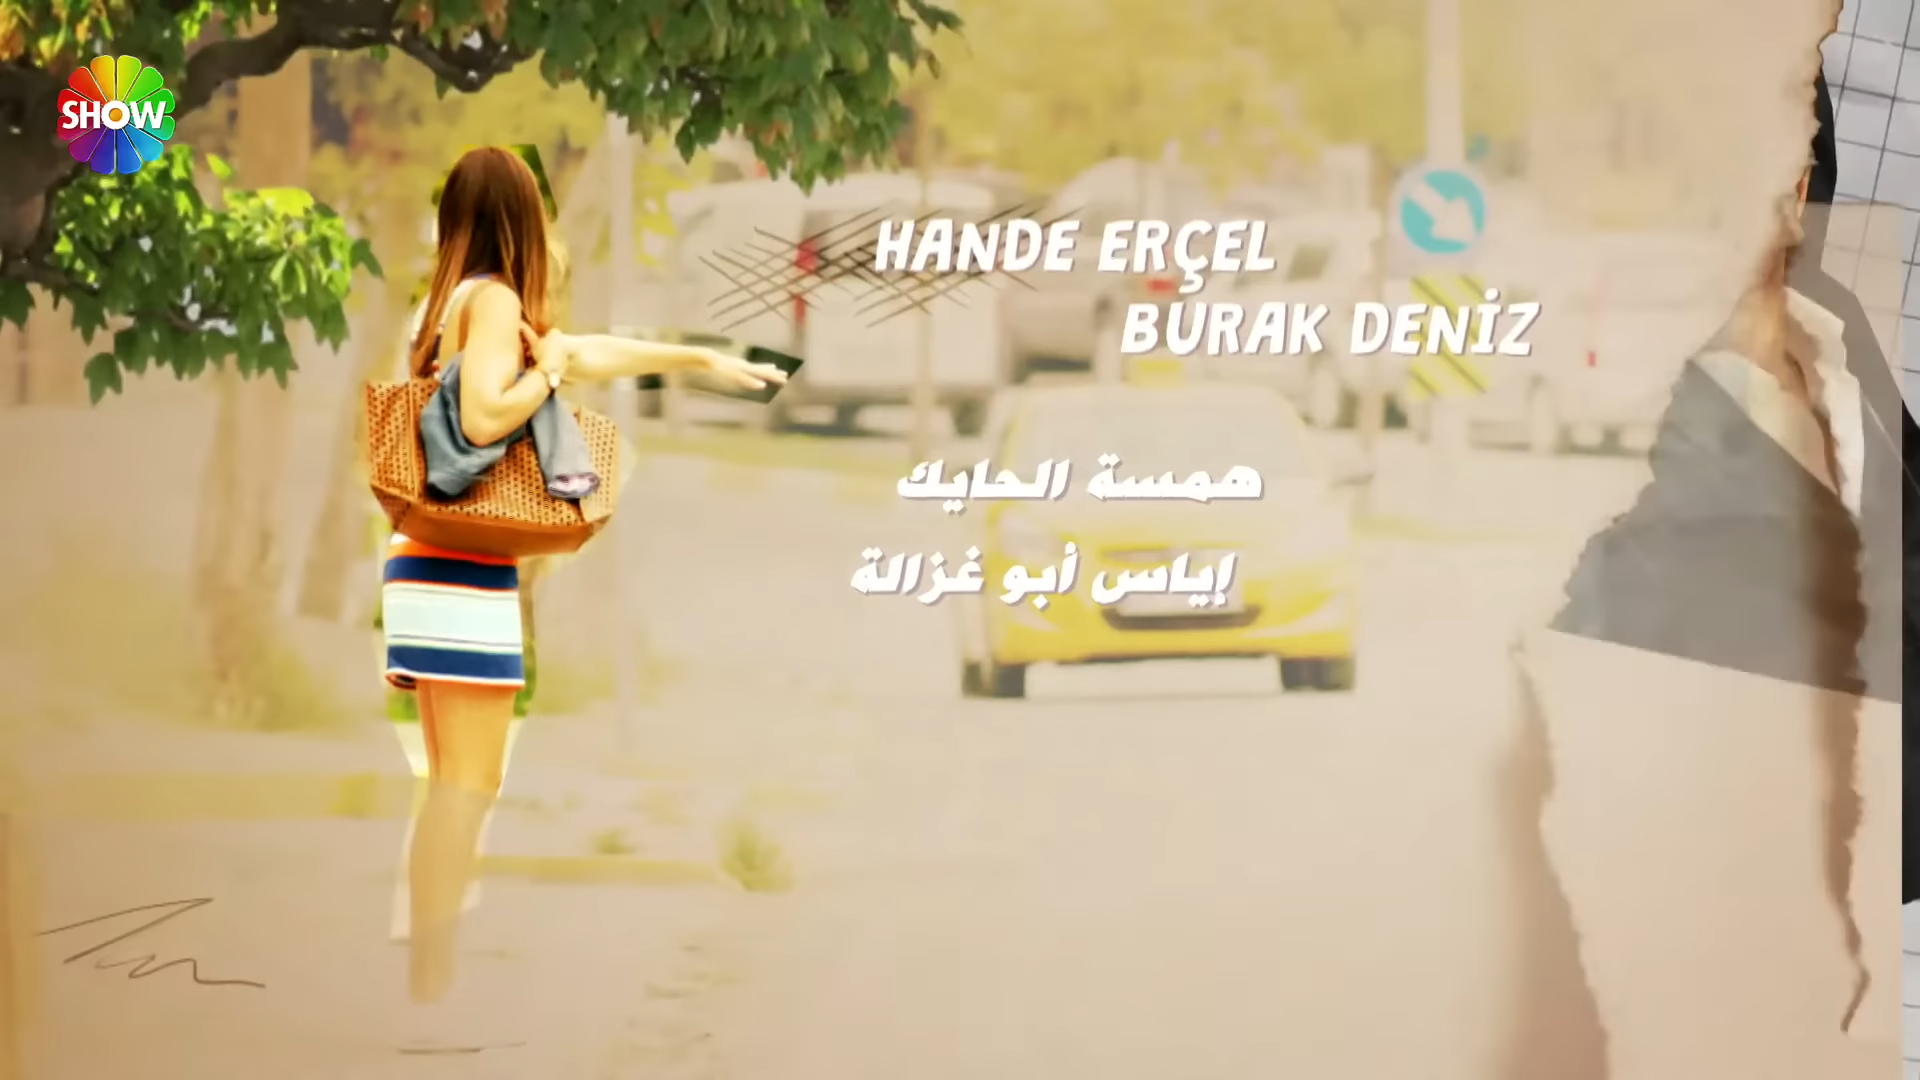 SHOW
HANDE ERÇEL
BURAK DENİZ
همسة الحايك
إياس أبو غزالة